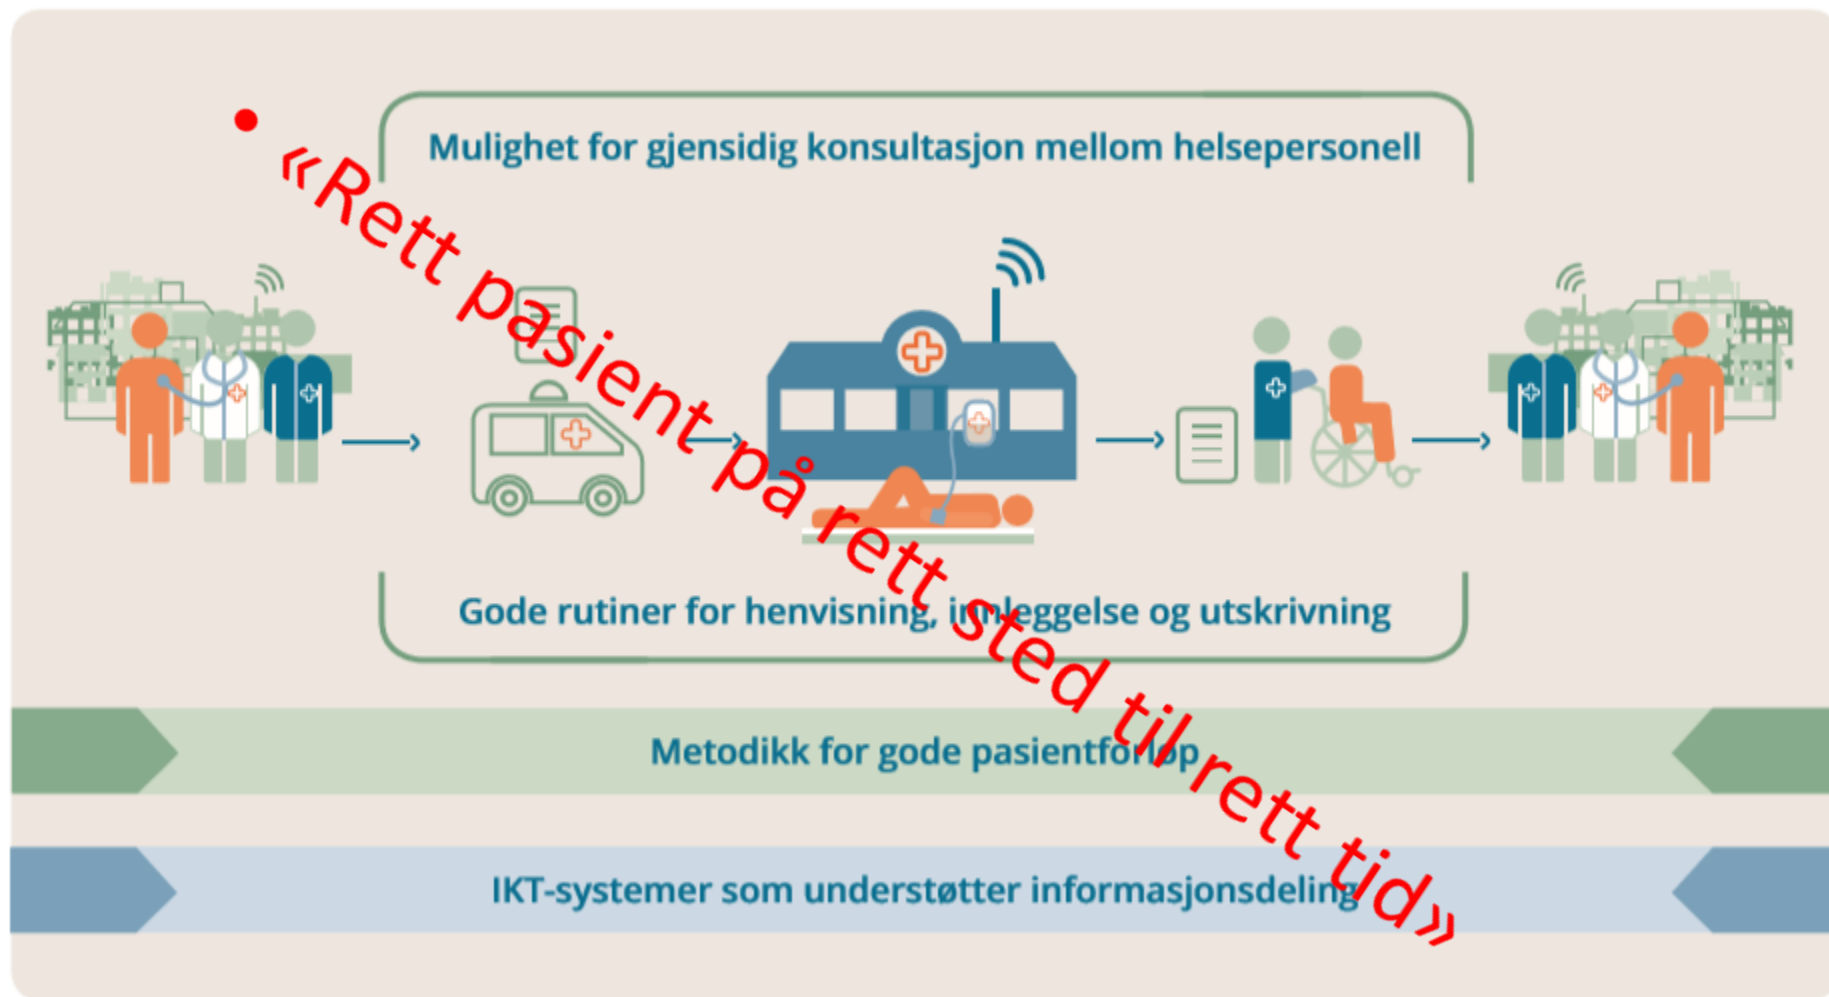 Mulighet for gjensidig konsultasjon mellom helsepersonell
• «Rett pasient på rett sted til rett tid»
Gode rutiner for henvisning, innleggelse og utskrivning
Metodikk for gode pasientforløp
IKT-systemer som understøtter informasjonsdeling